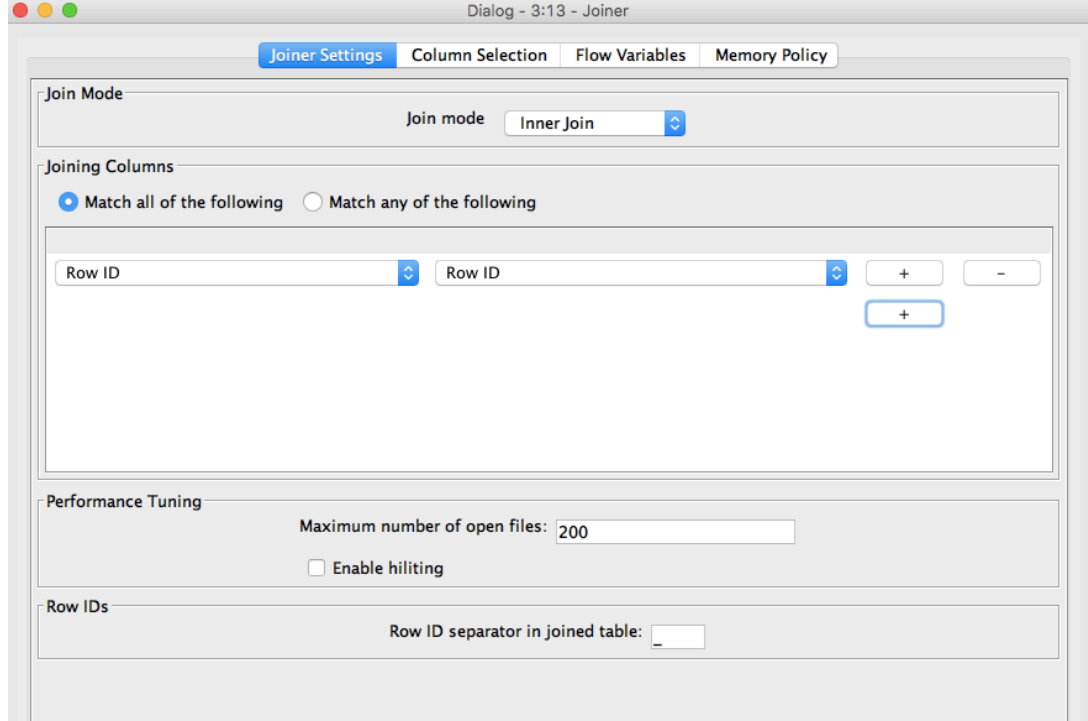 Dialog - 3:13 - Joiner
Joiner Settings Column Selection Flow Variables Memory Policy
Join Mode
Join mode Inner Join
Joining Columns
Match all of the following Match any of the following
Row ID Row ID + -
+
Performance Tuning
Maximum number of open files: 200
Enable hiliting
Row IDs
Row ID separator in joined table: _